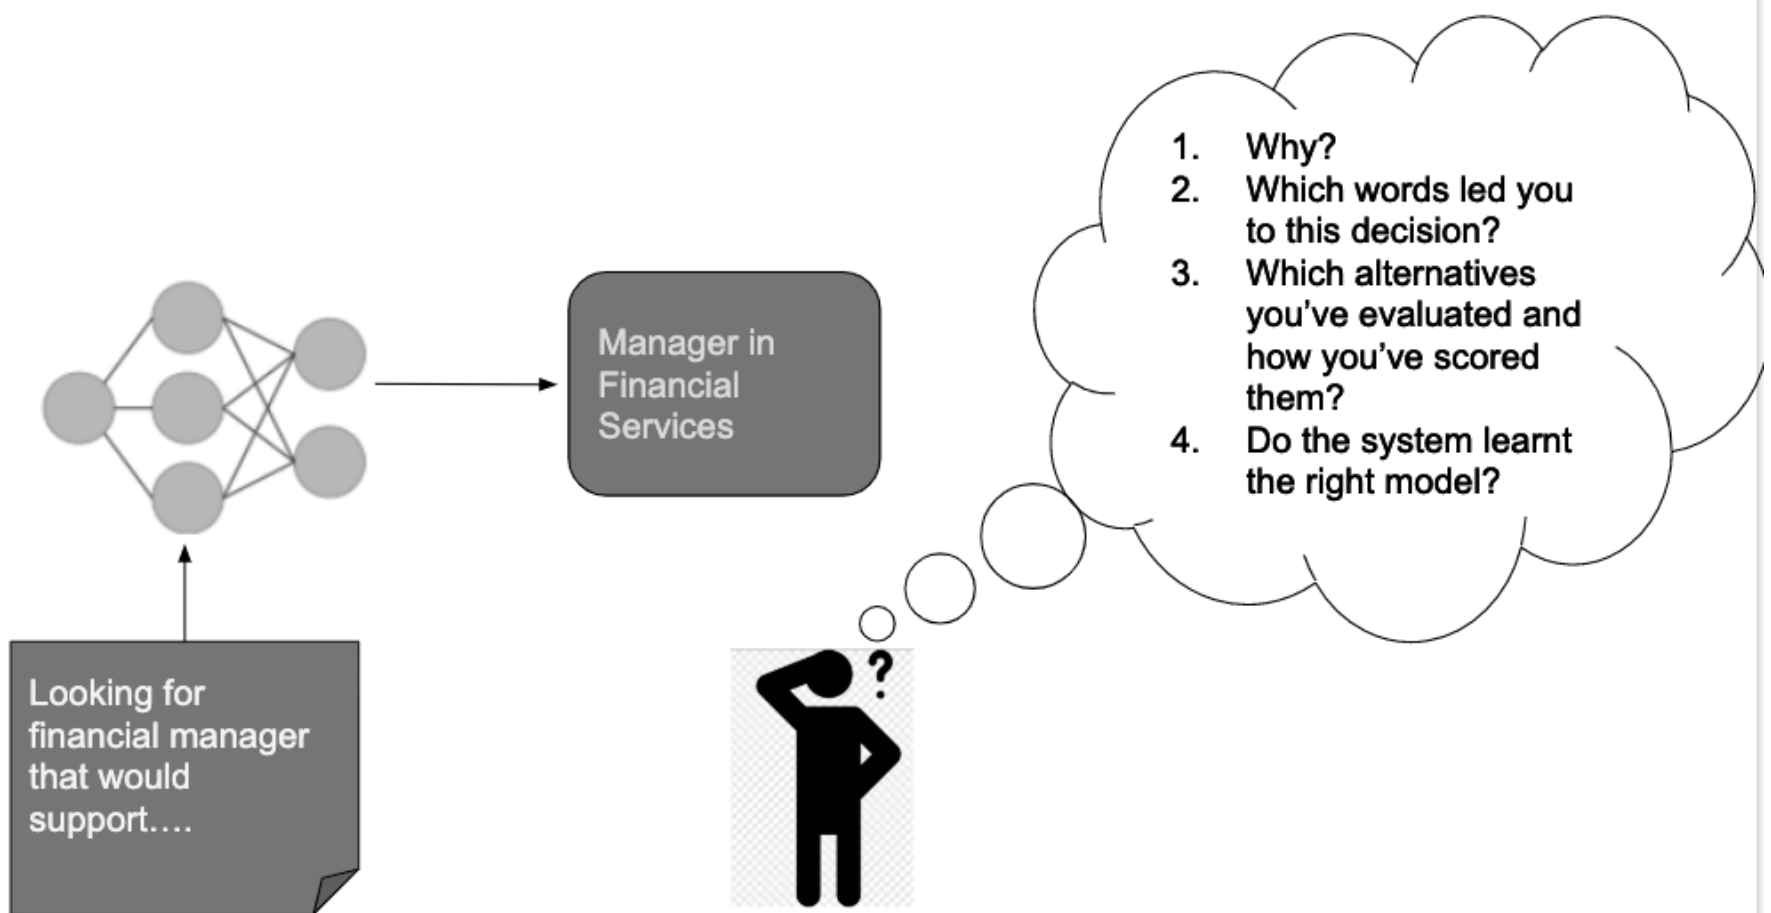 1. Why?
2. Which words led you
to this decision?
3. Which alternatives
you’ve evaluated and
how you’ve scored
them?
4. Do the system learnt
the right model?
Manager in
Financial
Services
Looking for
financial manager
that would
support....
?